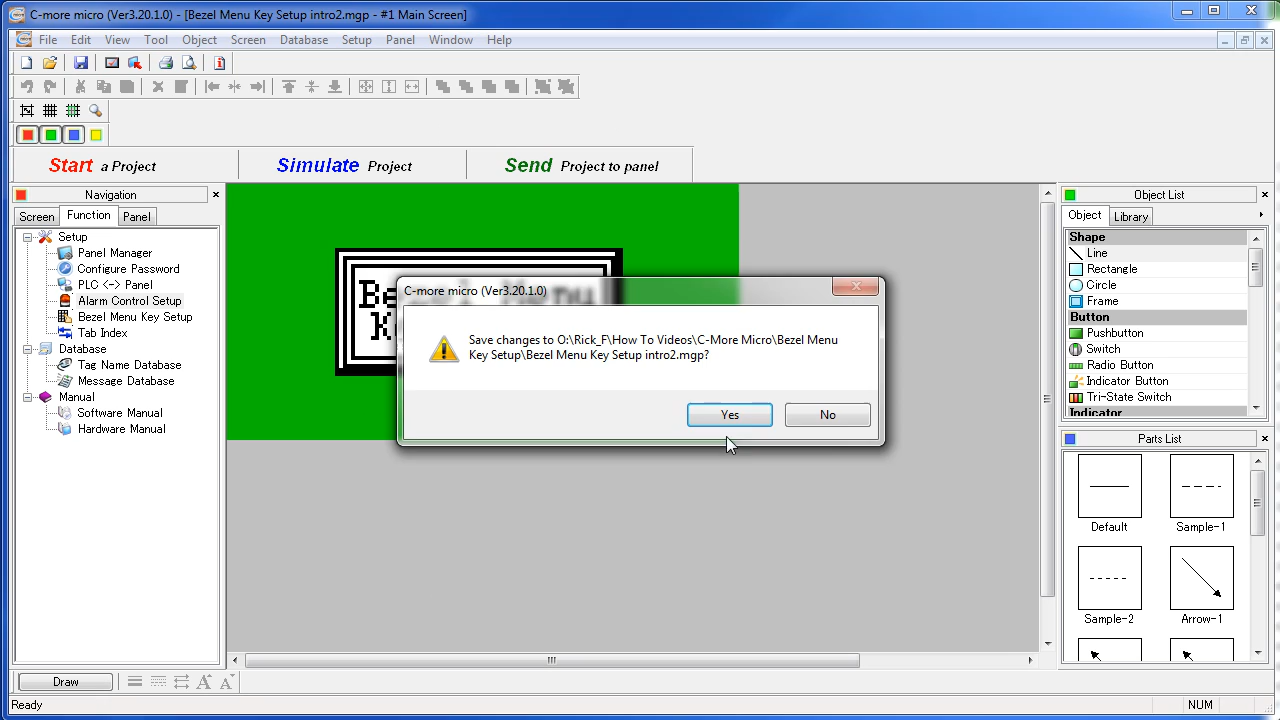 C-more micro (Ver3.20.1.0) - [Bezel Menu Key Setup intro2.mgp - #1 Main Screen]
File Edit View Tool Object Screen Database Setup Panel Window Help
Start a Project Simulate Project Send Project to panel
Navigation
Screen Function Panel
Setup
Panel Manager
Configure Password
PLC <-> Panel
Alarm Control Setup
Bezel Menu Key Setup
Tab Index
Database
Tag Name Database
Message Database
Manual
Software Manual
Hardware Manual
C-more micro (Ver3.20.1.0)
Save changes to O:\Rick_F\How To Videos\C-More Micro\Bezel Menu
Key Setup\Bezel Menu Key Setup intro2.mgp?
Yes No
Object List
Object Library
Shape
Line
Rectangle
Circle
Frame
Button
Pushbutton
Switch
Radio Button
Indicator Button
Tri-State Switch
Indicator
Parts List
Default Sample-1
Sample-2 Arrow-1
Draw
Ready NUM